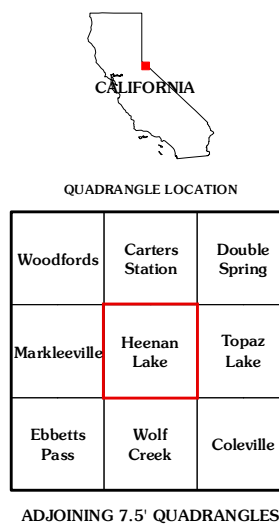 CALIFORNIA
QUADRANGLE LOCATION
Woodfords
Carters
Station
Double
Spring
Markleeville
Heenan
Lake
Topaz
Lake
Ebbetts
Pass
Wolf
Creek
Coleville
ADJOINING 7.5' QUADRANGLES